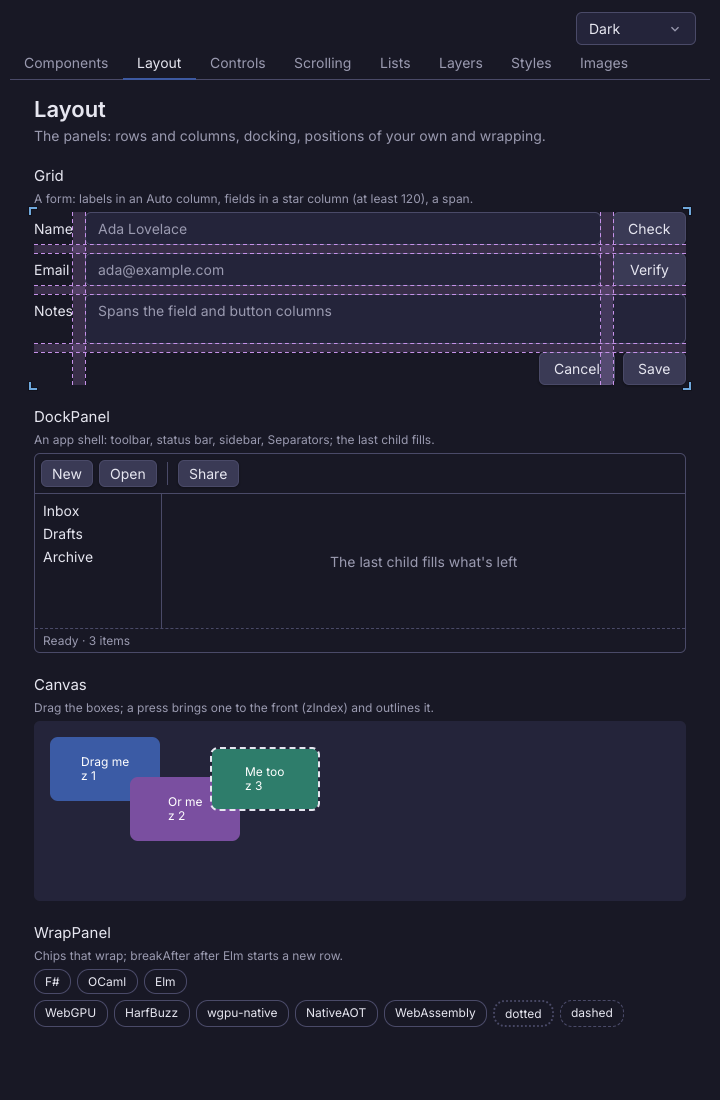 Dark
Components Layout Controls Scrolling Lists Layers Styles Images
Layout
The panels: rows and columns, docking, positions of your own and wrapping.
Grid
A form: labels in an Auto column, fields in a star column (at least 120), a span.
Name Ada Lovelace Check
Email ada@example.com Verify
Notes Spans the field and button columns
Cancel Save
DockPanel
An app shell: toolbar, status bar, sidebar, Separators; the last child fills.
New Open Share
Inbox
Drafts
Archive
The last child fills what's left
Ready · 3 items
Canvas
Drag the boxes; a press brings one to the front (zIndex) and outlines it.
Drag me
z 1
Me too
z 3
Or me
z 2
WrapPanel
Chips that wrap; breakAfter after Elm starts a new row.
F# OCaml Elm
WebGPU HarfBuzz wgpu-native NativeAOT WebAssembly dotted dashed